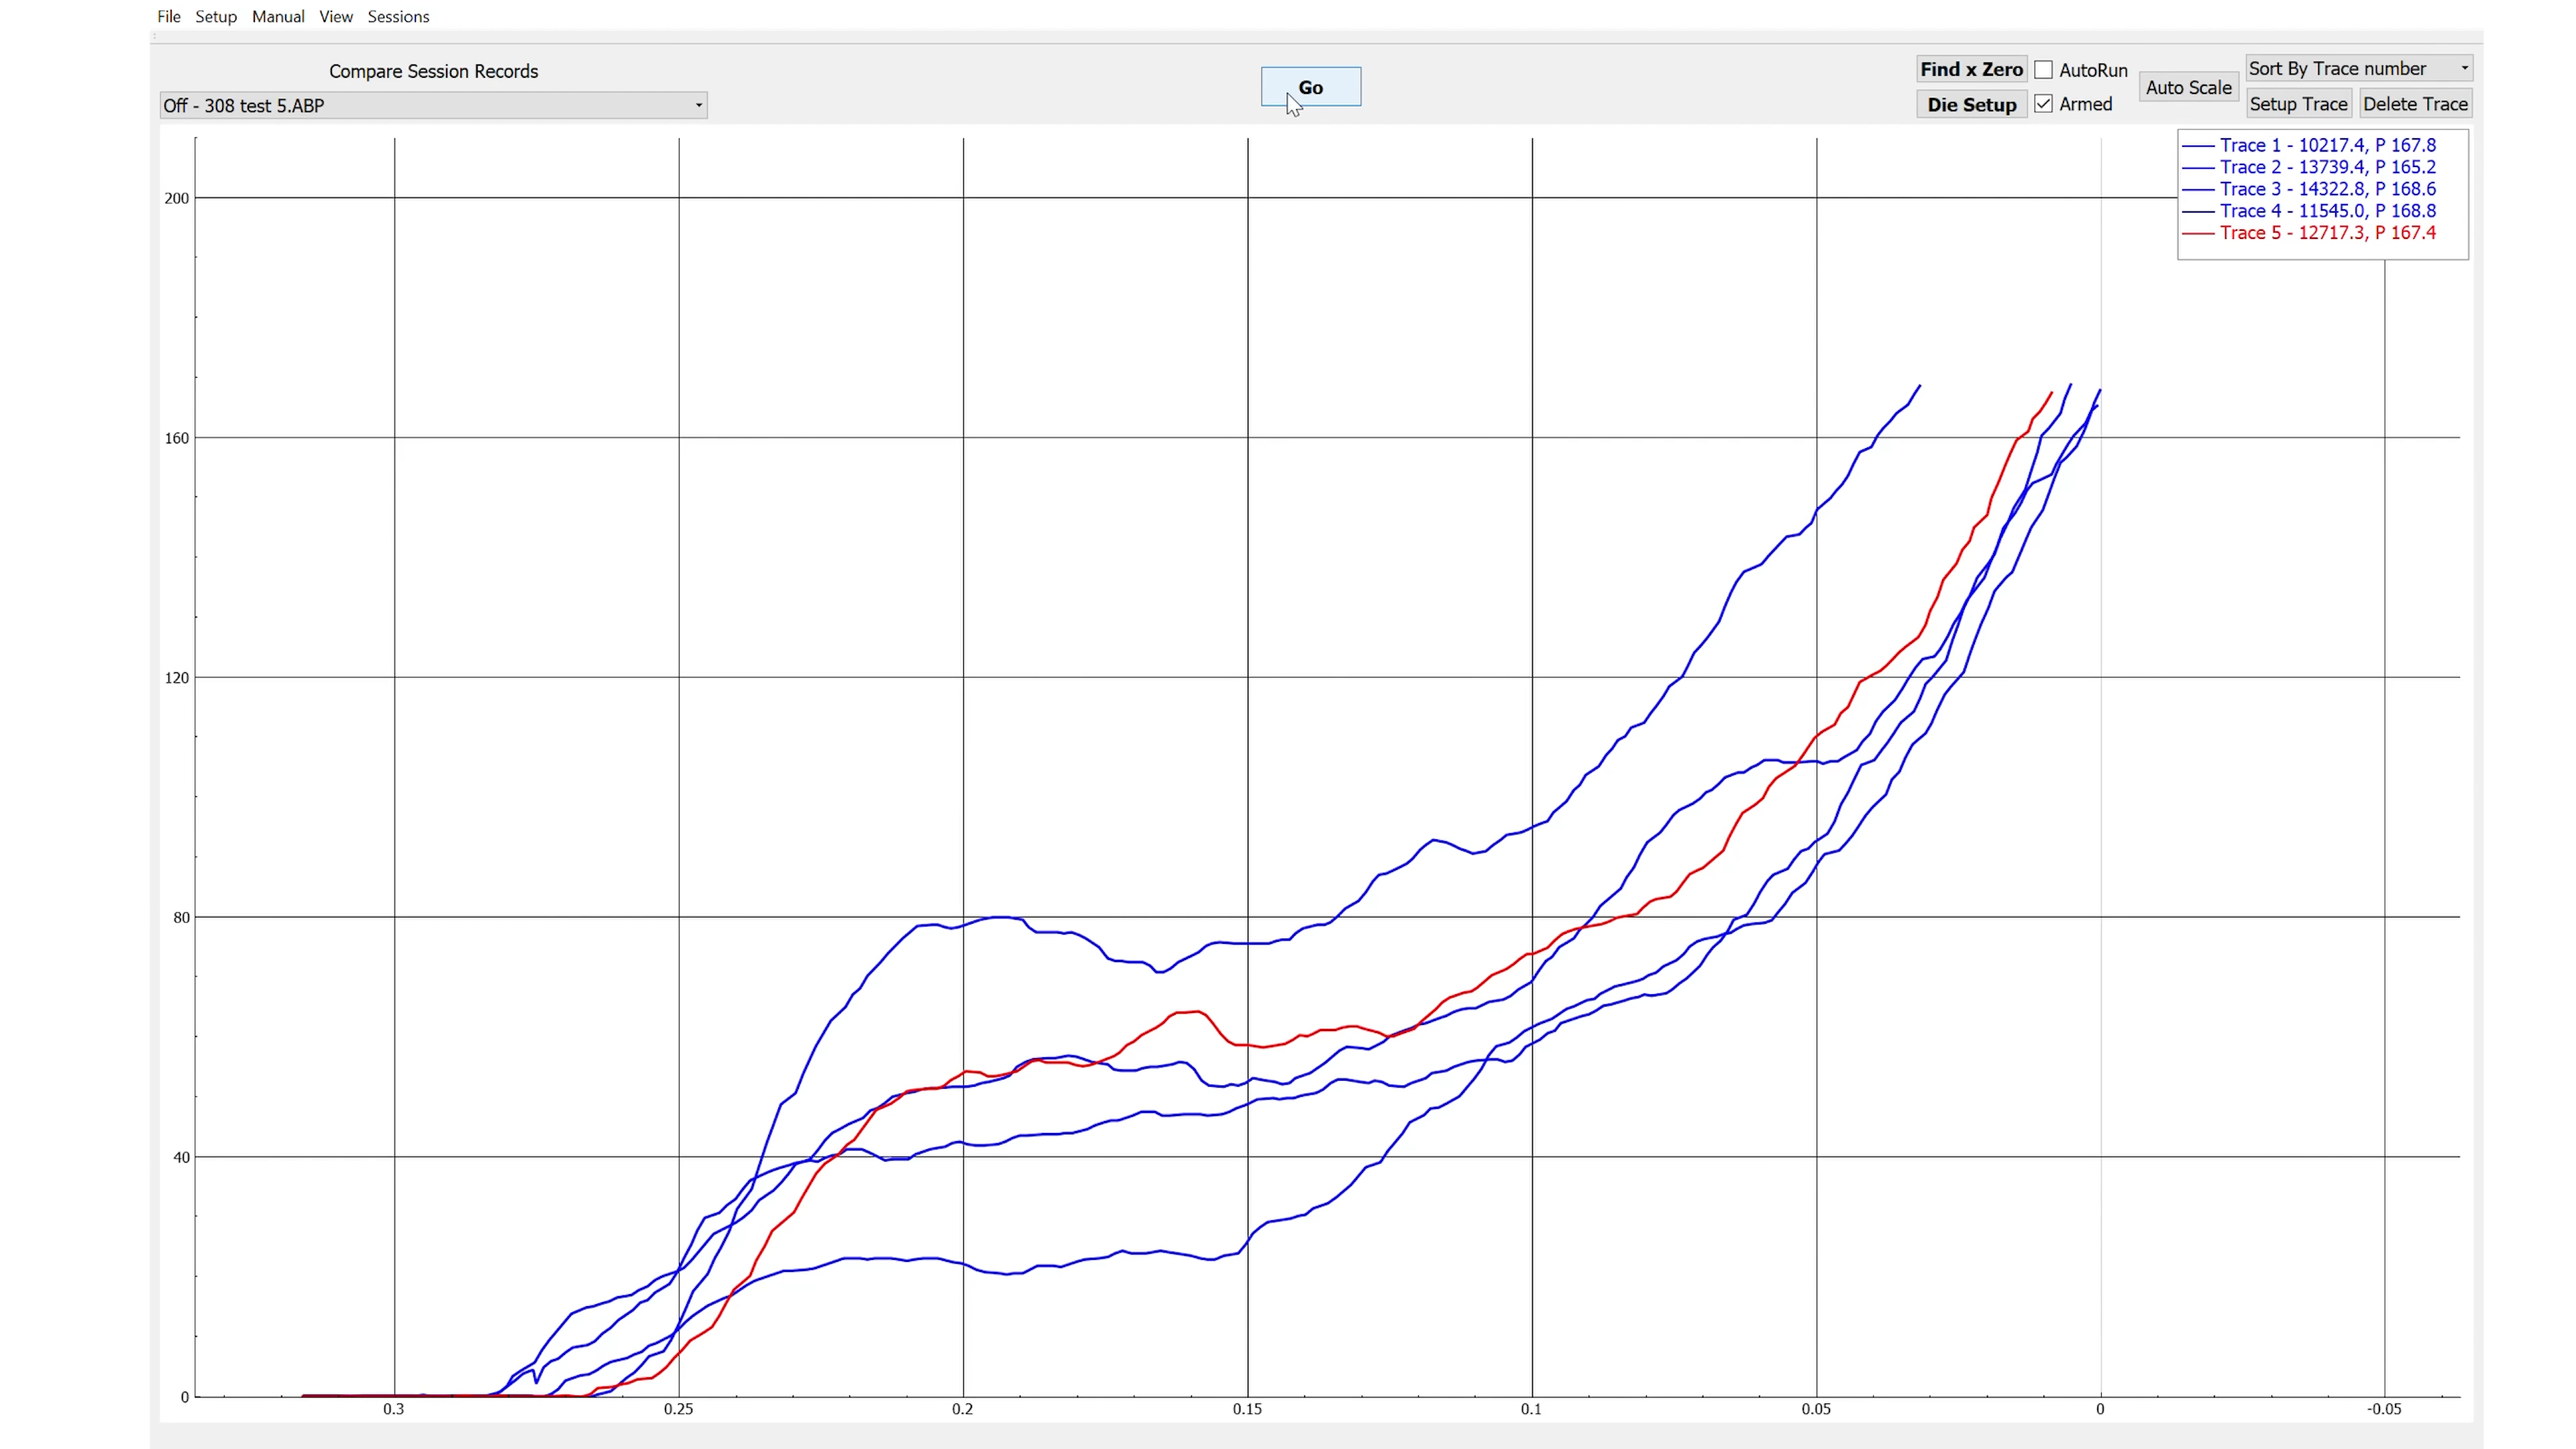 File Setup Manual View Sessions
Compare Session Records
Off - 308 test 5.ABP
Go
Find x Zero AutoRun
Die Setup Armed
Auto Scale
Sort By Trace number
Setup Trace Delete Trace
Trace 1 - 10217.4, P 167.8
Trace 2 - 13739.4, P 165.2
Trace 3 - 14322.8, P 168.6
Trace 4 - 11545.0, P 168.8
Trace 5 - 12717.3, P 167.4
200
160
120
80
40
0
0.3 0.25 0.2 0.15 0.1 0.05 0 -0.05